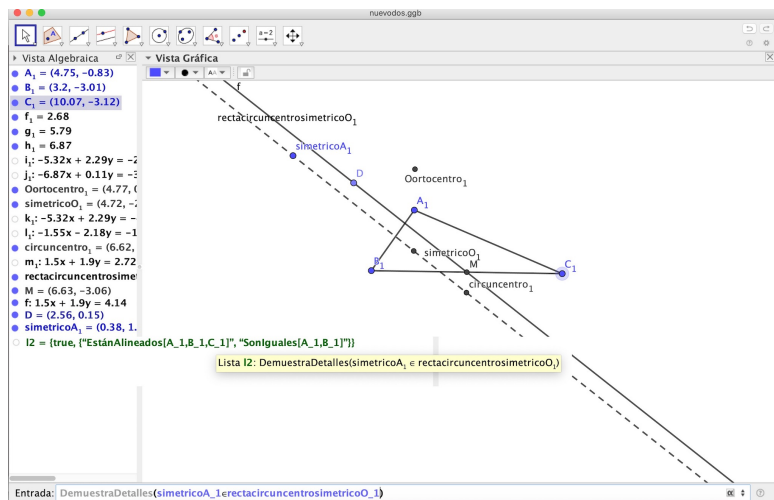 nuevodos.ggb
a=2
Vista Algebraica
Vista Gráfica
AA
A₁ = (4.75, -0.83)
B₁ = (3.2, -3.01)
C₁ = (10.07, -3.12)
f₁ = 2.68
g₁ = 5.79
h₁ = 6.87
i₁: -5.32x + 2.29y = -2
j₁: -6.87x + 0.11y = -3
Oortocentro₁ = (4.77, (
simetricoO₁ = (4.72, -2
k₁: -5.32x + 2.29y = -
l₁: -1.55x - 2.18y = -1
circuncentro₁ = (6.62,
m₁: 1.5x + 1.9y = 2.72
rectacircuncentrosimet
M = (6.63, -3.06)
f: 1.5x + 1.9y = 4.14
D = (2.56, 0.15)
simetricoA₁ = (0.38, 1.
l2 = {true, {"EstánAlineados[A_1,B_1,C_1]", "SonIguales[A_1,B_1]"}}
f
rectacircuncentrosimetricoO₁
simetricoA₁
D
Oortocentro₁
A₁
simetricoO₁
B₁
M
C₁
circuncentro₁
Lista l2: DemuestraDetalles(simetricoA₁ ∈ rectacircuncentrosimetricoO₁)
Entrada: DemuestraDetalles(simetricoA_1∈rectacircuncentrosimetricoO_1)
α